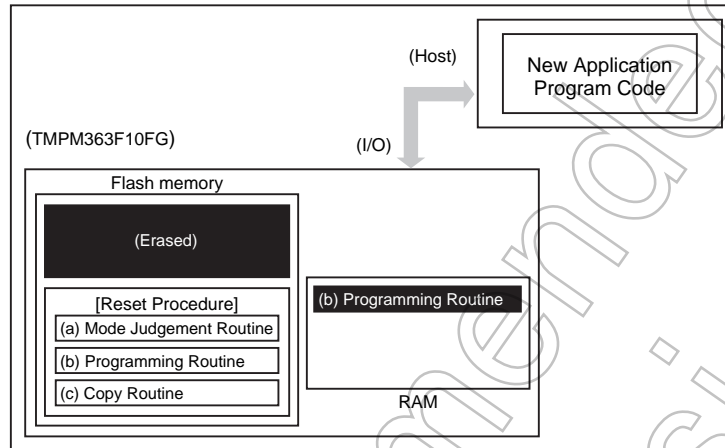 (Host)
New Application
Program Code
(TMPM363F10FG)
(I/O)
Flash memory
(Erased)
[Reset Procedure]
(a) Mode Judgement Routine
(b) Programming Routine
(c) Copy Routine
(b) Programming Routine
RAM